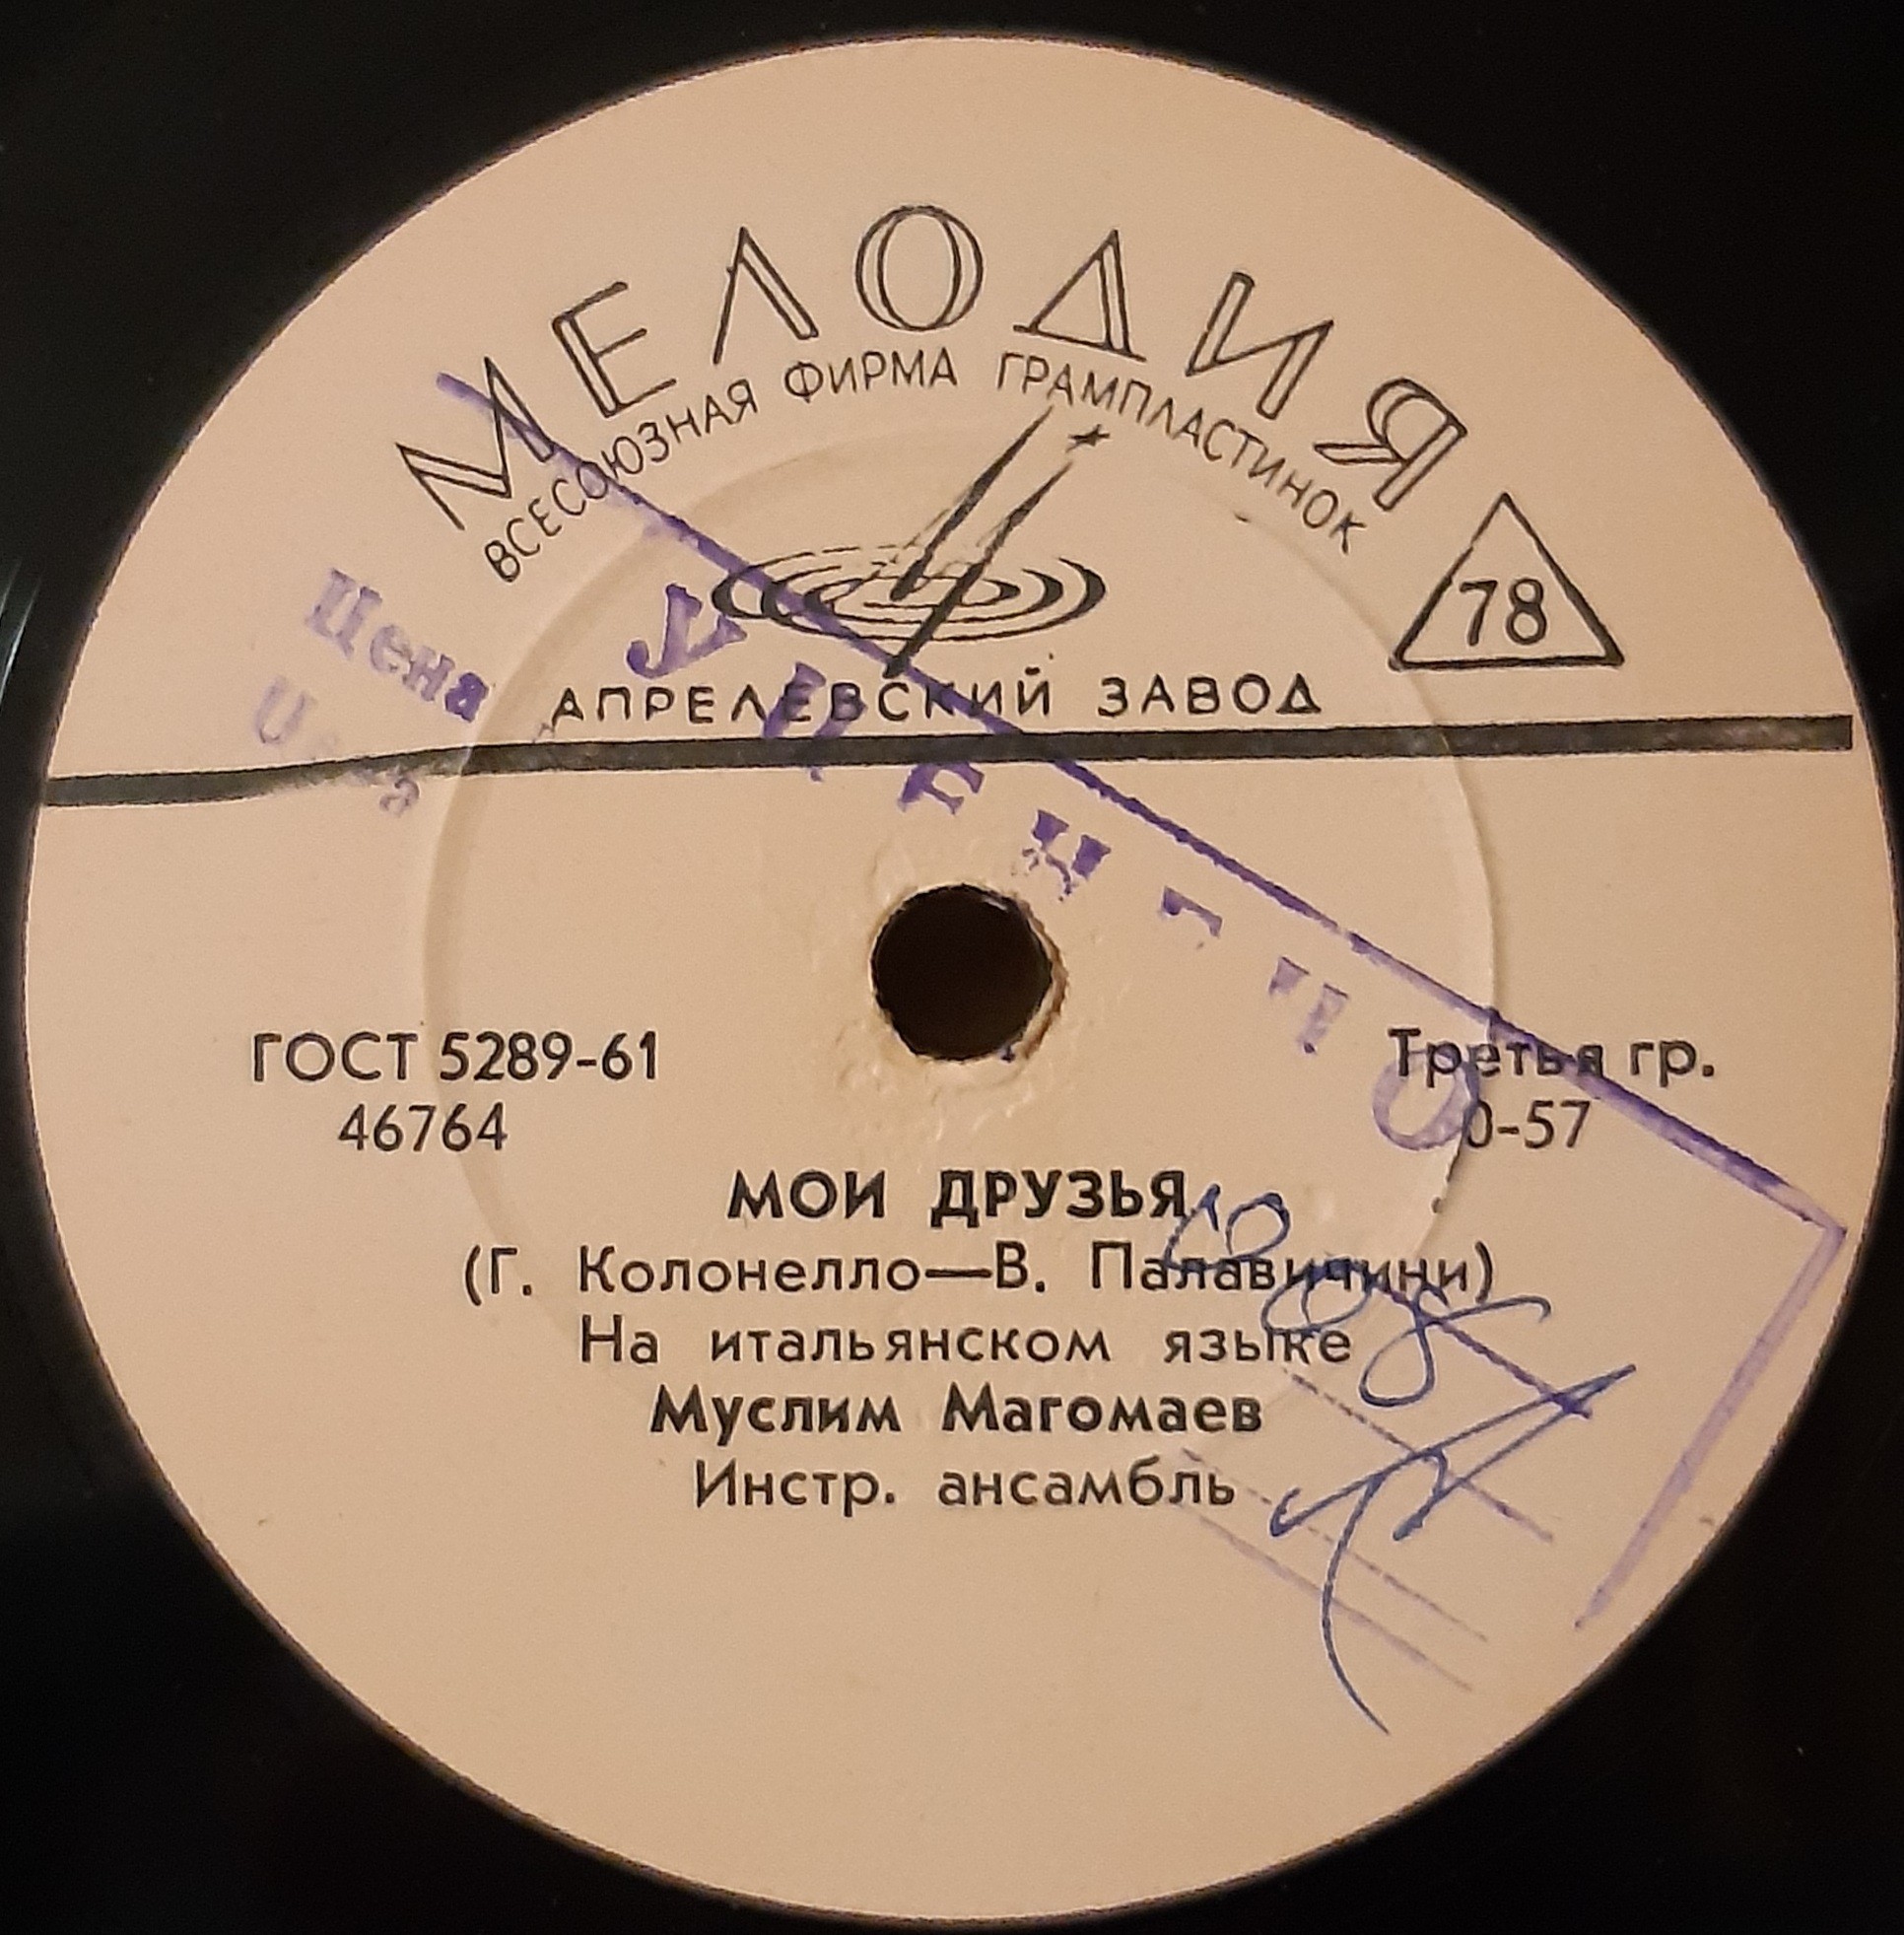 МЕЛОДИЯ
ВСЕСОЮЗНАЯ ФИРМА ГРАМПЛАСТИНОК
78
АПРЕЛЕВСКИЙ ЗАВОД
Цена
УЦЕНЕНО
ГОСТ 5289-61
Третья гр.
46764
0-57
МОИ ДРУЗЬЯ
(Г. Колонелло—В. Палавичини)
На итальянском языке
Муслим Магомаев
Инстр. ансамбль